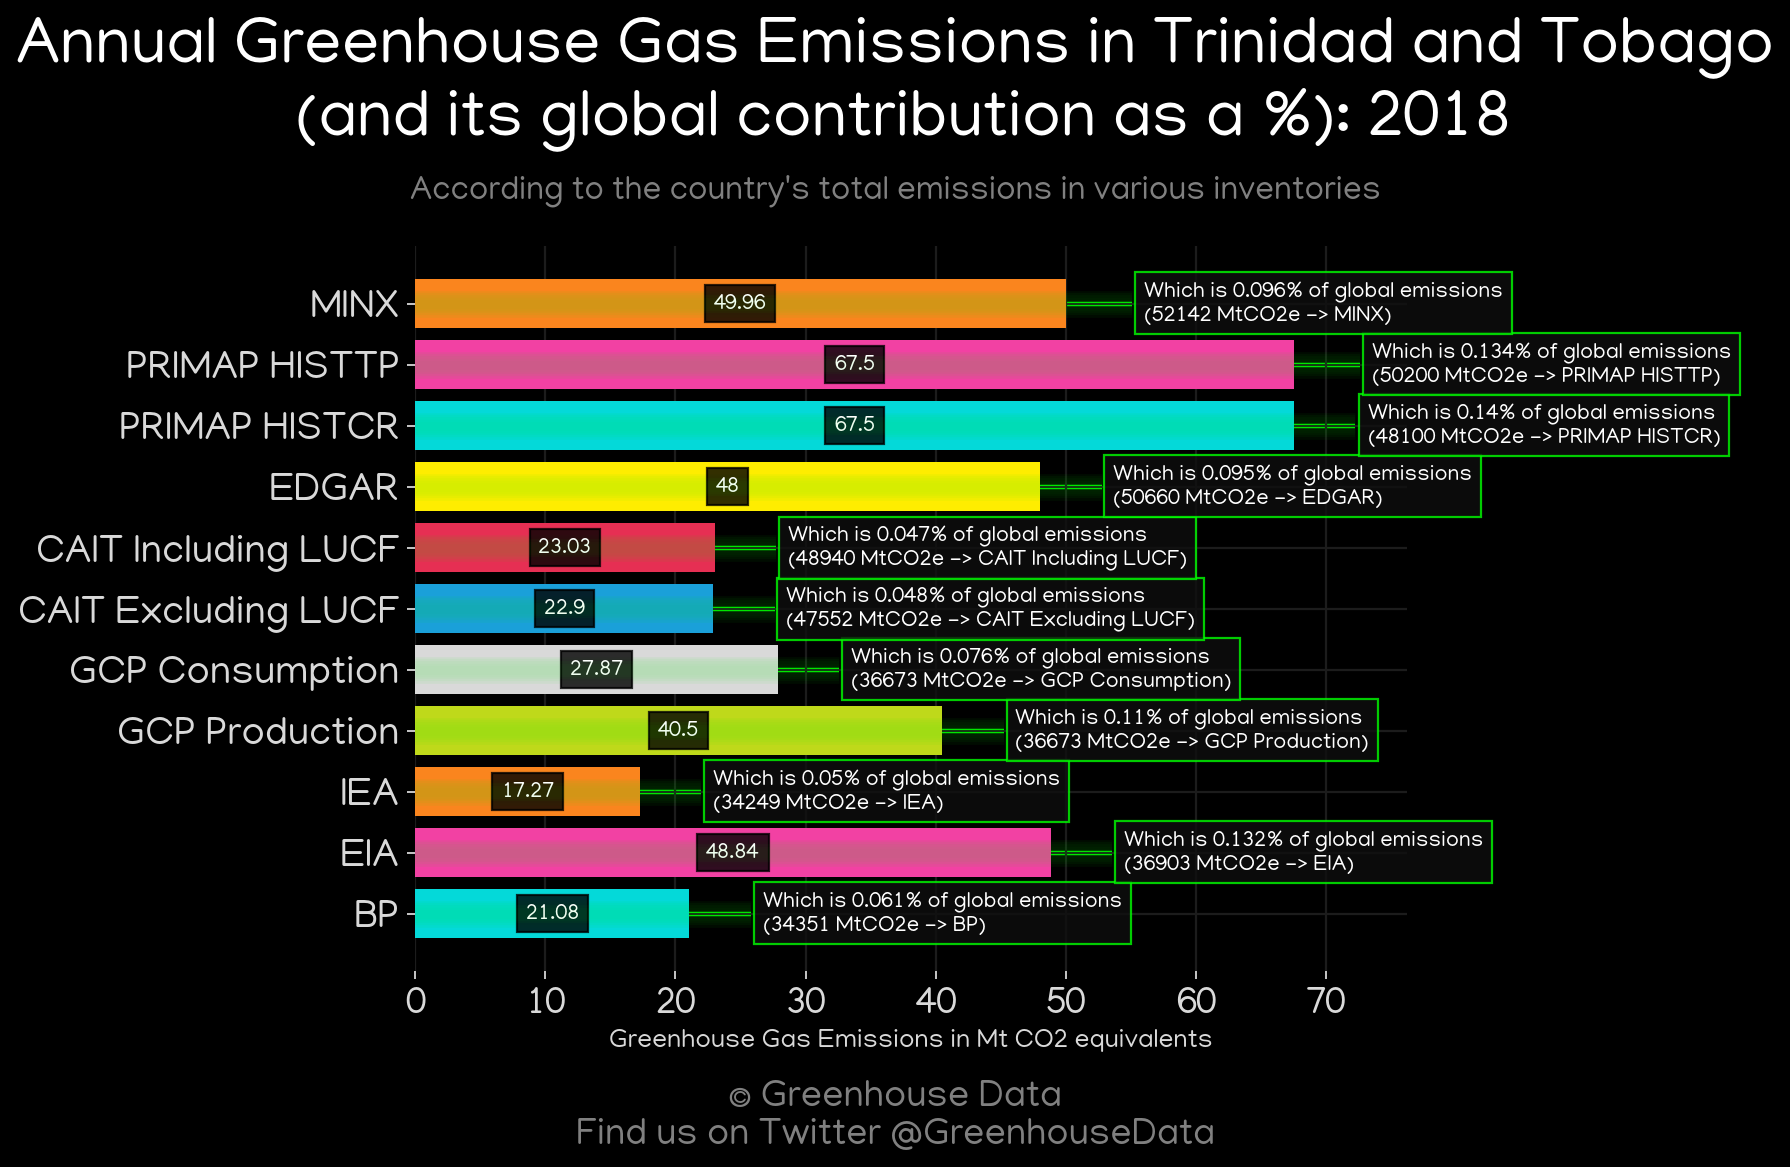 Annual Greenhouse Gas Emissions in Trinidad and Tobago
(and its global contribution as a %): 2018
According to the country's total emissions in various inventories
MINX
49.96
Which is 0.096% of global emissions
(52142 MtCO2e -> MINX)
PRIMAP HISTTP
67.5
Which is 0.134% of global emissions
(50200 MtCO2e -> PRIMAP HISTTP)
PRIMAP HISTCR
67.5
Which is 0.14% of global emissions
(48100 MtCO2e -> PRIMAP HISTCR)
EDGAR
48
Which is 0.095% of global emissions
(50660 MtCO2e -> EDGAR)
CAIT Including LUCF
23.03
Which is 0.047% of global emissions
(48940 MtCO2e -> CAIT Including LUCF)
CAIT Excluding LUCF
22.9
Which is 0.048% of global emissions
(47552 MtCO2e -> CAIT Excluding LUCF)
GCP Consumption
27.87
Which is 0.076% of global emissions
(36673 MtCO2e -> GCP Consumption)
GCP Production
40.5
Which is 0.11% of global emissions
(36673 MtCO2e -> GCP Production)
IEA
17.27
Which is 0.05% of global emissions
(34249 MtCO2e -> IEA)
EIA
48.84
Which is 0.132% of global emissions
(36903 MtCO2e -> EIA)
BP
21.08
Which is 0.061% of global emissions
(34351 MtCO2e -> BP)
0 10 20 30 40 50 60 70
Greenhouse Gas Emissions in Mt CO2 equivalents
© Greenhouse Data
Find us on Twitter @GreenhouseData